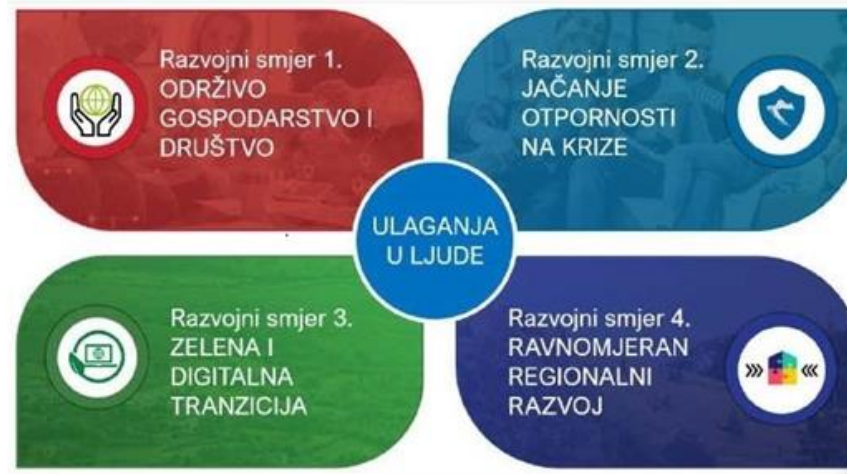 Razvojni smjer 1.
ODRŽIVO
GOSPODARSTVO I
DRUŠTVO
Razvojni smjer 2.
JAČANJE
OTPORNOSTI
NA KRIZE
ULAGANJA
U LJUDE
Razvojni smjer 3.
ZELENA I
DIGITALNA
TRANZICIJA
Razvojni smjer 4.
RAVNOMJERAN
REGIONALNI
RAZVOJ